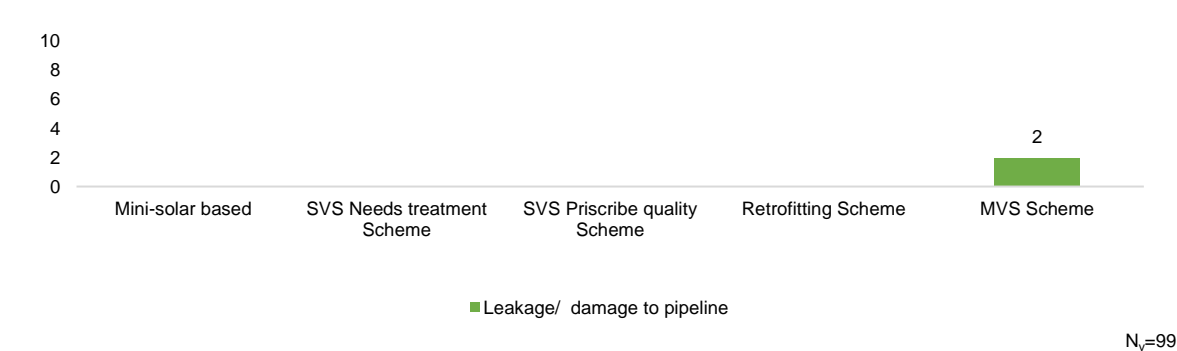 10
8
6
4
2
0
2
Mini-solar based
SVS Needs treatment
Scheme
SVS Priscribe quality
Scheme
Retrofitting Scheme
MVS Scheme
Leakage/ damage to pipeline
Nᵥ=99